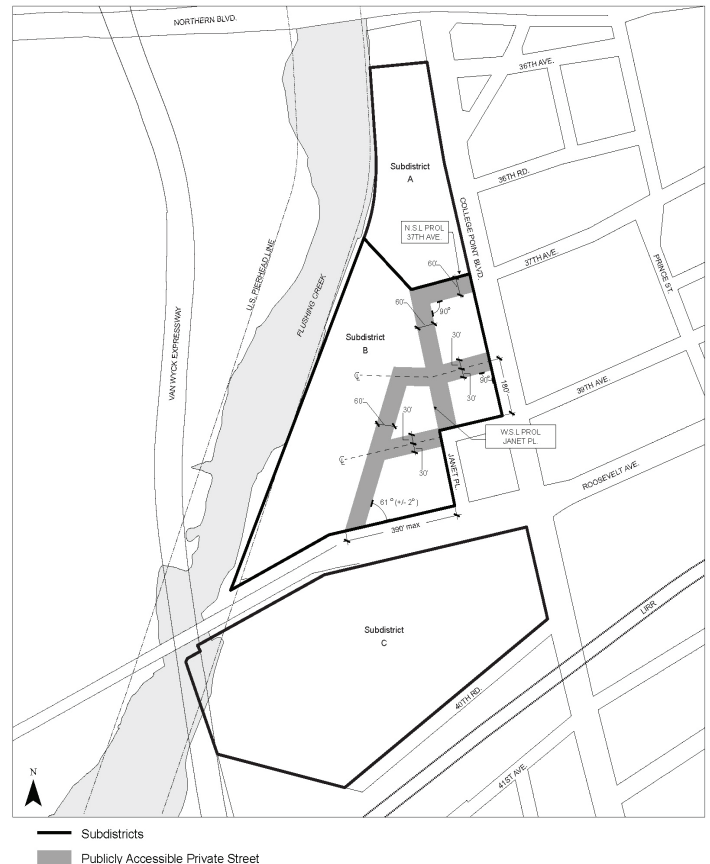 NORTHERN BLVD.
36TH AVE.
Subdistrict
A
36TH RD.
COLLEGE POINT BLVD.
N.S.L PROL
37TH AVE.
37TH AVE.
PRINCE ST.
U.S. PIERHEAD LINE
FLUSHING CREEK
VAN WYCK EXPRESSWAY
60'
60'
90°
Subdistrict
B
30'
90°
30'
180'
39TH AVE.
60'
30'
W.S.L PROL
JANET PL.
30'
JANET PL.
ROOSEVELT AVE.
61° (+/- 2°)
390' max
LIRR
Subdistrict
C
40TH RD.
41ST AVE.
N
Subdistricts
Publicly Accessible Private Street